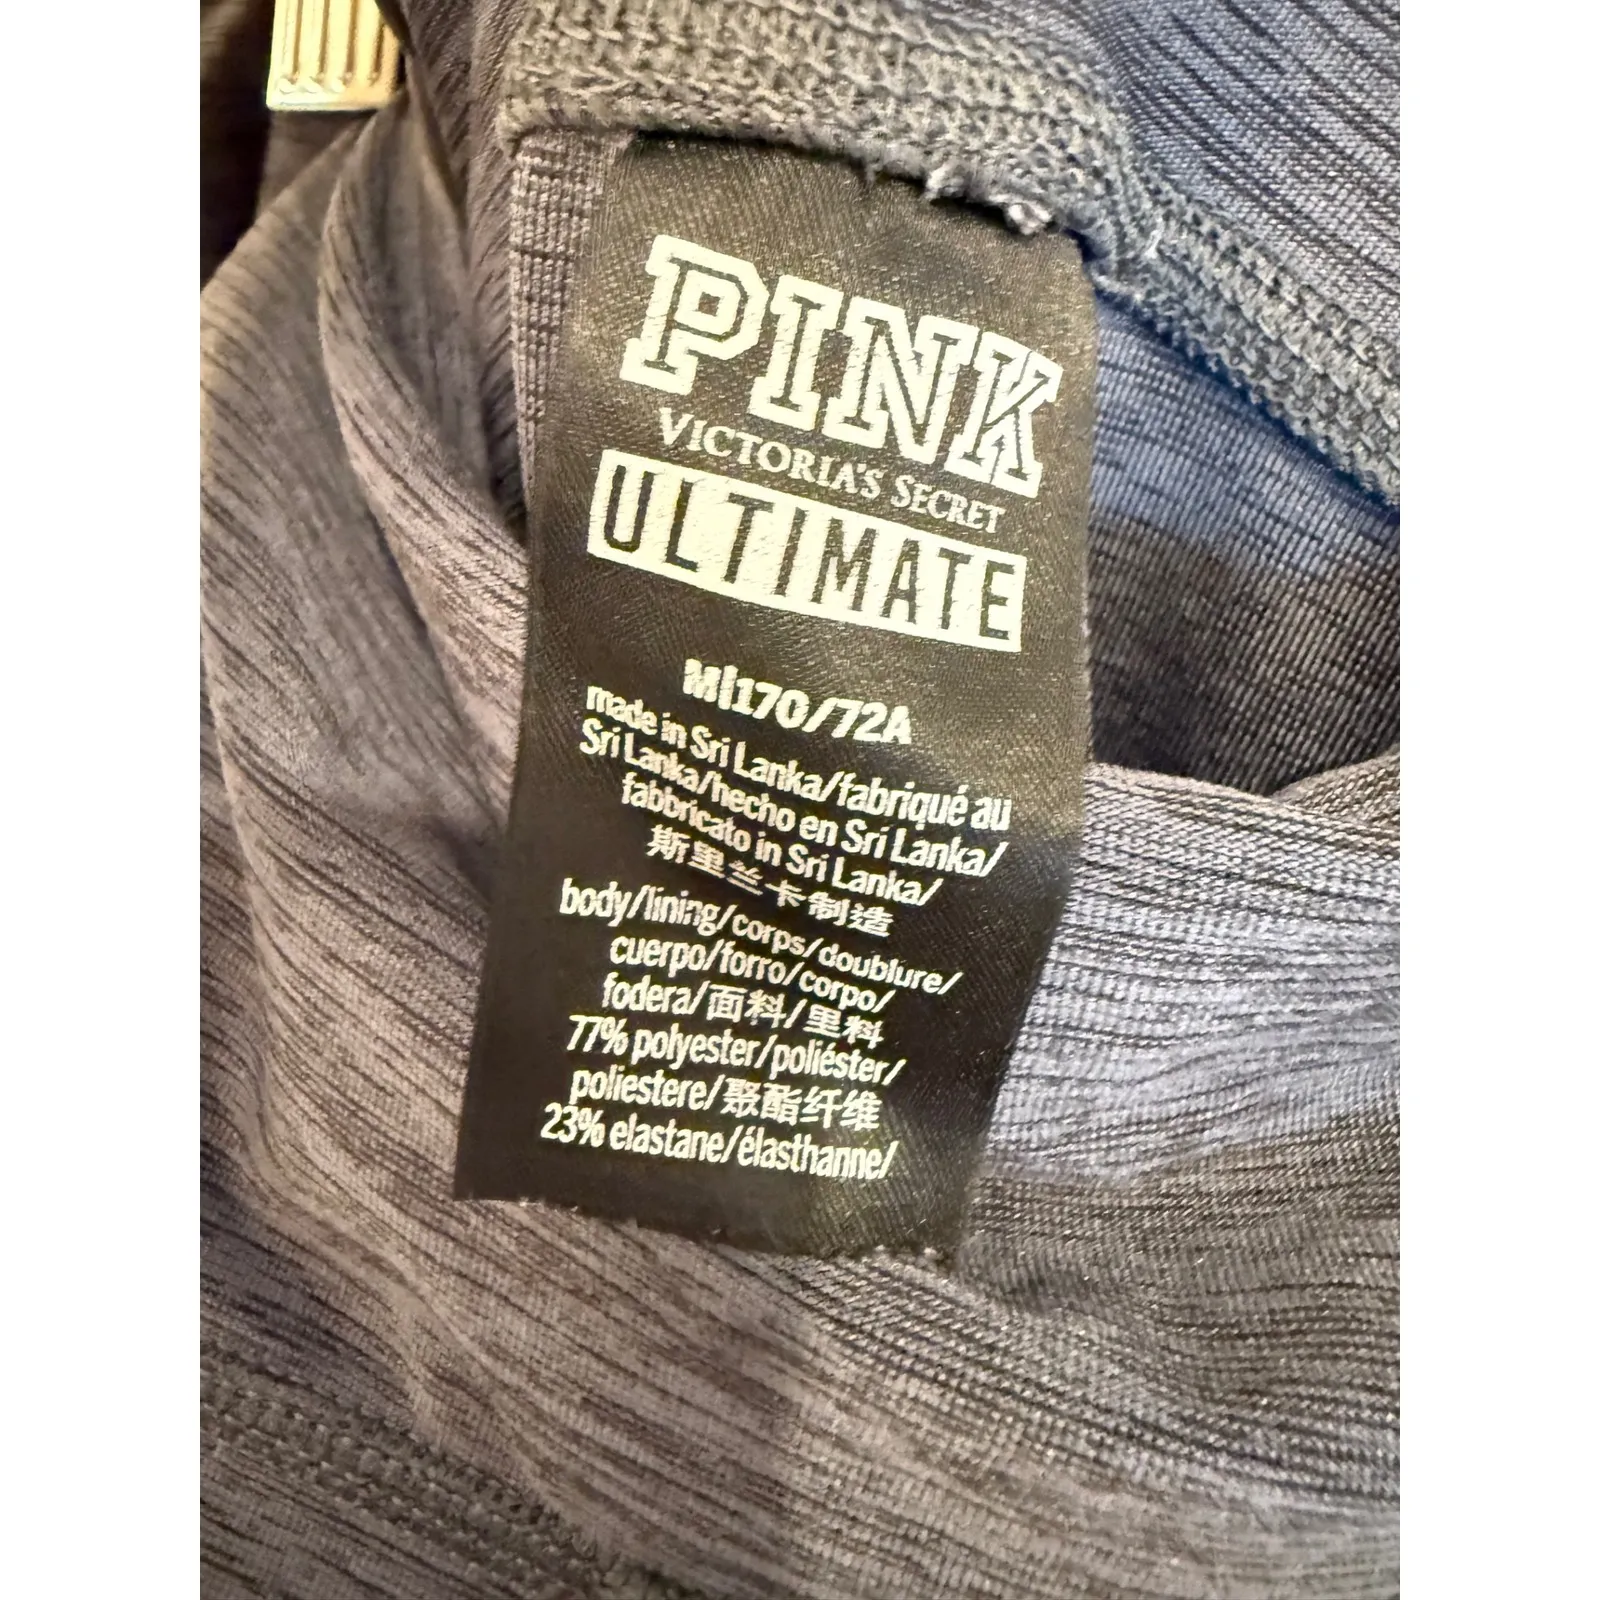 PINK
VICTORIA'S SECRET
ULTIMATE
M|170/72A
made in Sri Lanka/fabriqué au
Sri Lanka/hecho en Sri Lanka/
fabbricato in Sri Lanka/
斯里兰卡制造
body/lining/corps/doublure/
cuerpo/forro/corpo/
fodera/面料/里料
77% polyester/poliéster/
poliestere/聚酯纤维
23% elastane/élasthanne/